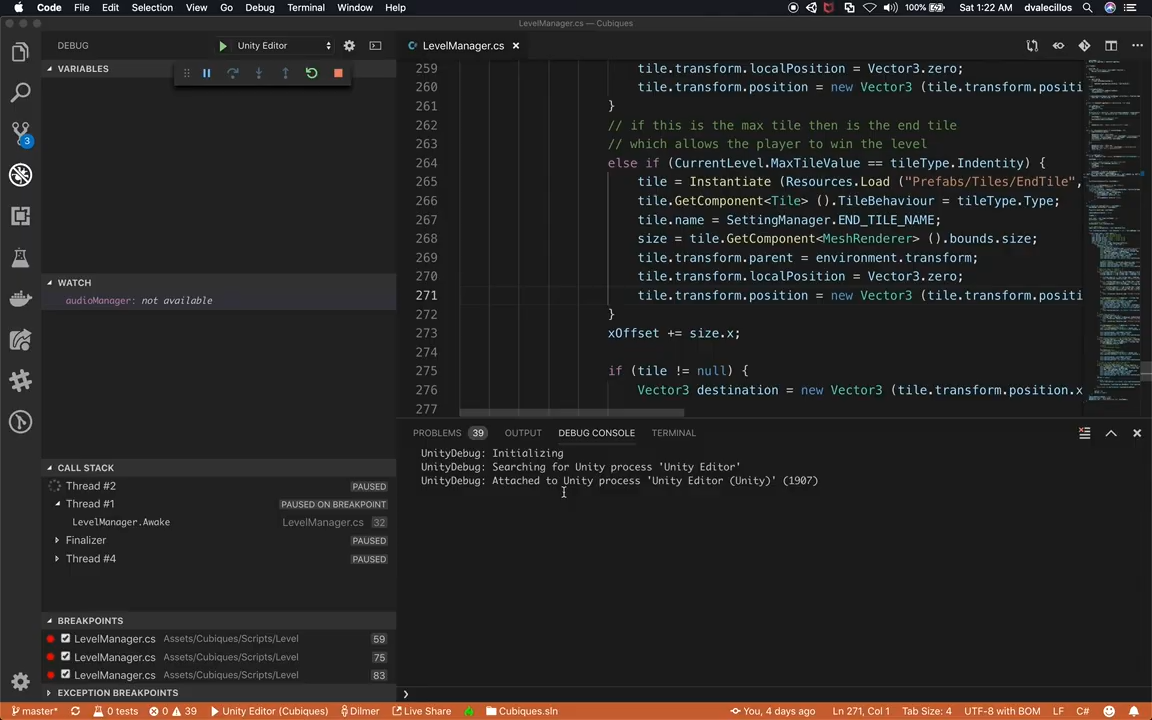 Code File Edit Selection View Go Debug Terminal Window Help 100% Sat 1:22 AM dvalecillos
LevelManager.cs — Cubiques
DEBUG Unity Editor
LevelManager.cs
VARIABLES
WATCH
audioManager: not available
CALL STACK
Thread #2 PAUSED
Thread #1 PAUSED ON BREAKPOINT
LevelManager.Awake LevelManager.cs 32
Finalizer PAUSED
Thread #4 PAUSED
BREAKPOINTS
LevelManager.cs Assets/Cubiques/Scripts/Level 59
LevelManager.cs Assets/Cubiques/Scripts/Level 75
LevelManager.cs Assets/Cubiques/Scripts/Level 83
EXCEPTION BREAKPOINTS
259 tile.transform.localPosition = Vector3.zero;
260 tile.transform.position = new Vector3 (tile.transform.positi
261 }
262 // if this is the max tile then is the end tile
263 // which allows the player to win the level
264 else if (CurrentLevel.MaxTileValue == tileType.Indentity) {
265 tile = Instantiate (Resources.Load ("Prefabs/Tiles/EndTile",
266 tile.GetComponent<Tile> ().TileBehaviour = tileType.Type;
267 tile.name = SettingManager.END_TILE_NAME;
268 size = tile.GetComponent<MeshRenderer> ().bounds.size;
269 tile.transform.parent = environment.transform;
270 tile.transform.localPosition = Vector3.zero;
271 tile.transform.position = new Vector3 (tile.transform.positi
272 }
273 xOffset += size.x;
274
275 if (tile != null) {
276 Vector3 destination = new Vector3 (tile.transform.position.x
277
PROBLEMS 39 OUTPUT DEBUG CONSOLE TERMINAL
UnityDebug: Initializing
UnityDebug: Searching for Unity process 'Unity Editor'
UnityDebug: Attached to Unity process 'Unity Editor (Unity)' (1907)
3
master* 0 tests 0 39 Unity Editor (Cubiques) Dilmer Live Share Cubiques.sln You, 4 days ago Ln 271, Col 1 Tab Size: 4 UTF-8 with BOM LF C#